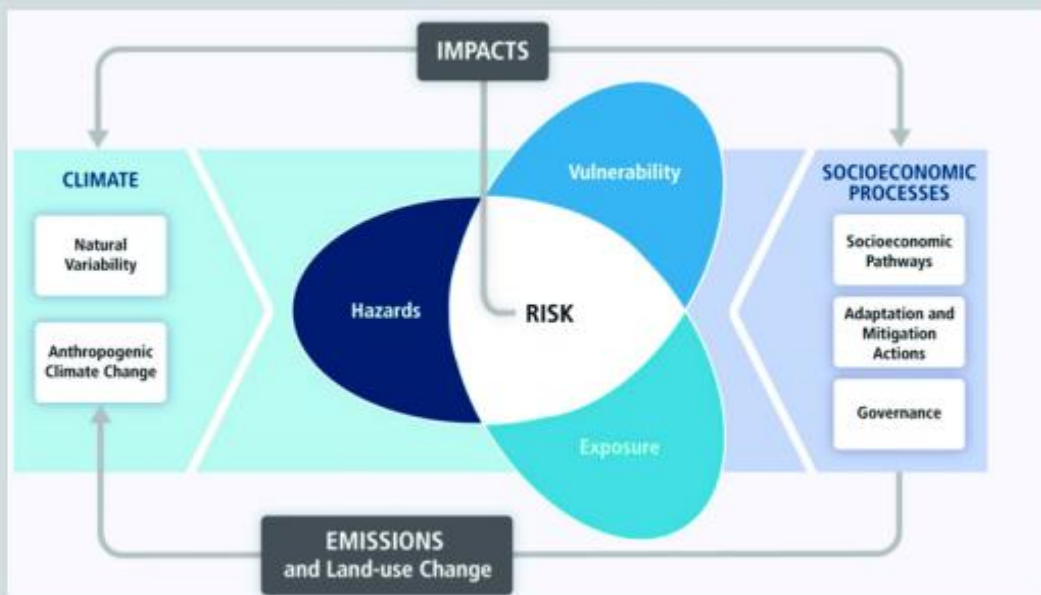 IMPACTS
CLIMATE
Natural
Variability
Anthropogenic
Climate Change
Vulnerability
Hazards
RISK
Exposure
SOCIOECONOMIC
PROCESSES
Socioeconomic
Pathways
Adaptation and
Mitigation
Actions
Governance
EMISSIONS
and Land-use Change